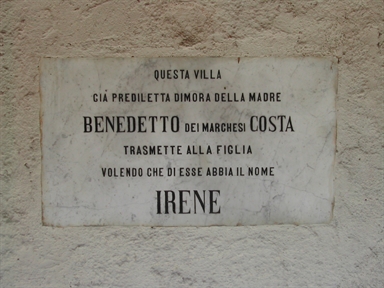 QUESTA VILLA
GIÁ PREDILETTA DIMORA DELLA MADRE
BENEDETTO DEI MARCHESI COSTA
TRASMETTE ALLA FIGLIA
VOLENDO CHE DI ESSE ABBIA IL NOME
IRENE